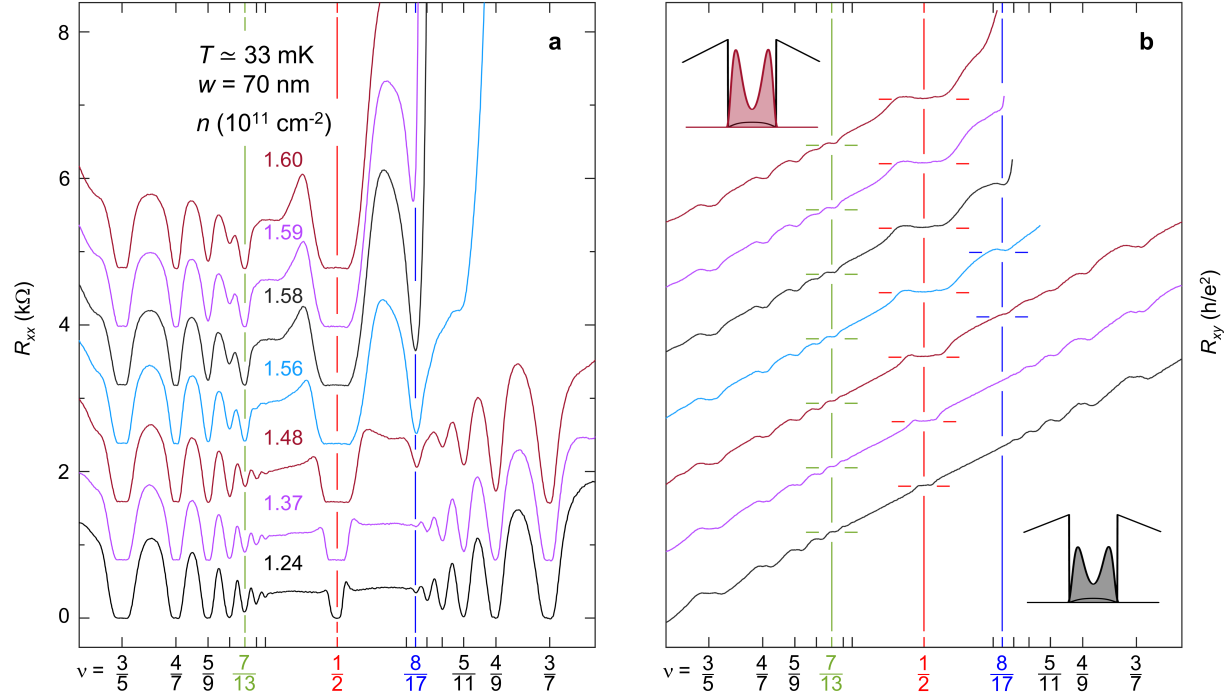 a
T ≃ 33 mK
w = 70 nm
n (10¹¹ cm⁻²)
1.60
1.59
1.58
1.56
1.48
1.37
1.24
8
6
4
2
0
R_xx (kΩ)
ν = 3/5 4/7 5/9 7/13 1/2 8/17 5/11 4/9 3/7
b
R_xy (h/e²)
3/5 4/7 5/9 7/13 1/2 8/17 5/11 4/9 3/7